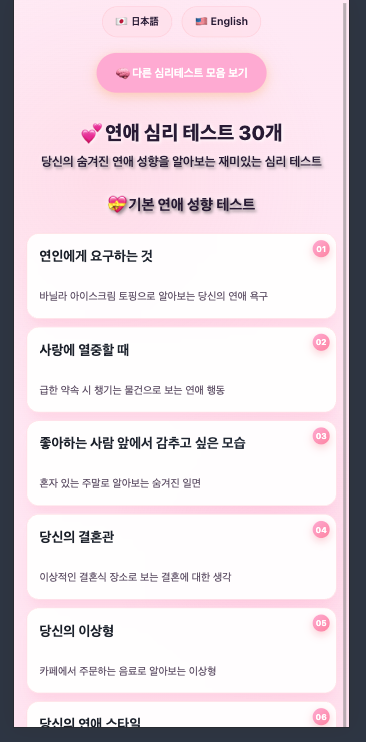 🇯🇵 日本語
🇺🇸 English
🧠 다른 심리테스트 모음 보기
💕 연애 심리 테스트 30개
당신의 숨겨진 연애 성향을 알아보는 재미있는 심리 테스트
💝 기본 연애 성향 테스트
01
연인에게 요구하는 것
바닐라 아이스크림 토핑으로 알아보는 당신의 연애 욕구
02
사랑에 열중할 때
급한 약속 시 챙기는 물건으로 보는 연애 행동
03
좋아하는 사람 앞에서 감추고 싶은 모습
혼자 있는 주말로 알아보는 숨겨진 일면
04
당신의 결혼관
이상적인 결혼식 장소로 보는 결혼에 대한 생각
05
당신의 이상형
카페에서 주문하는 음료로 알아보는 이상형
06
당신의 연애 스타일